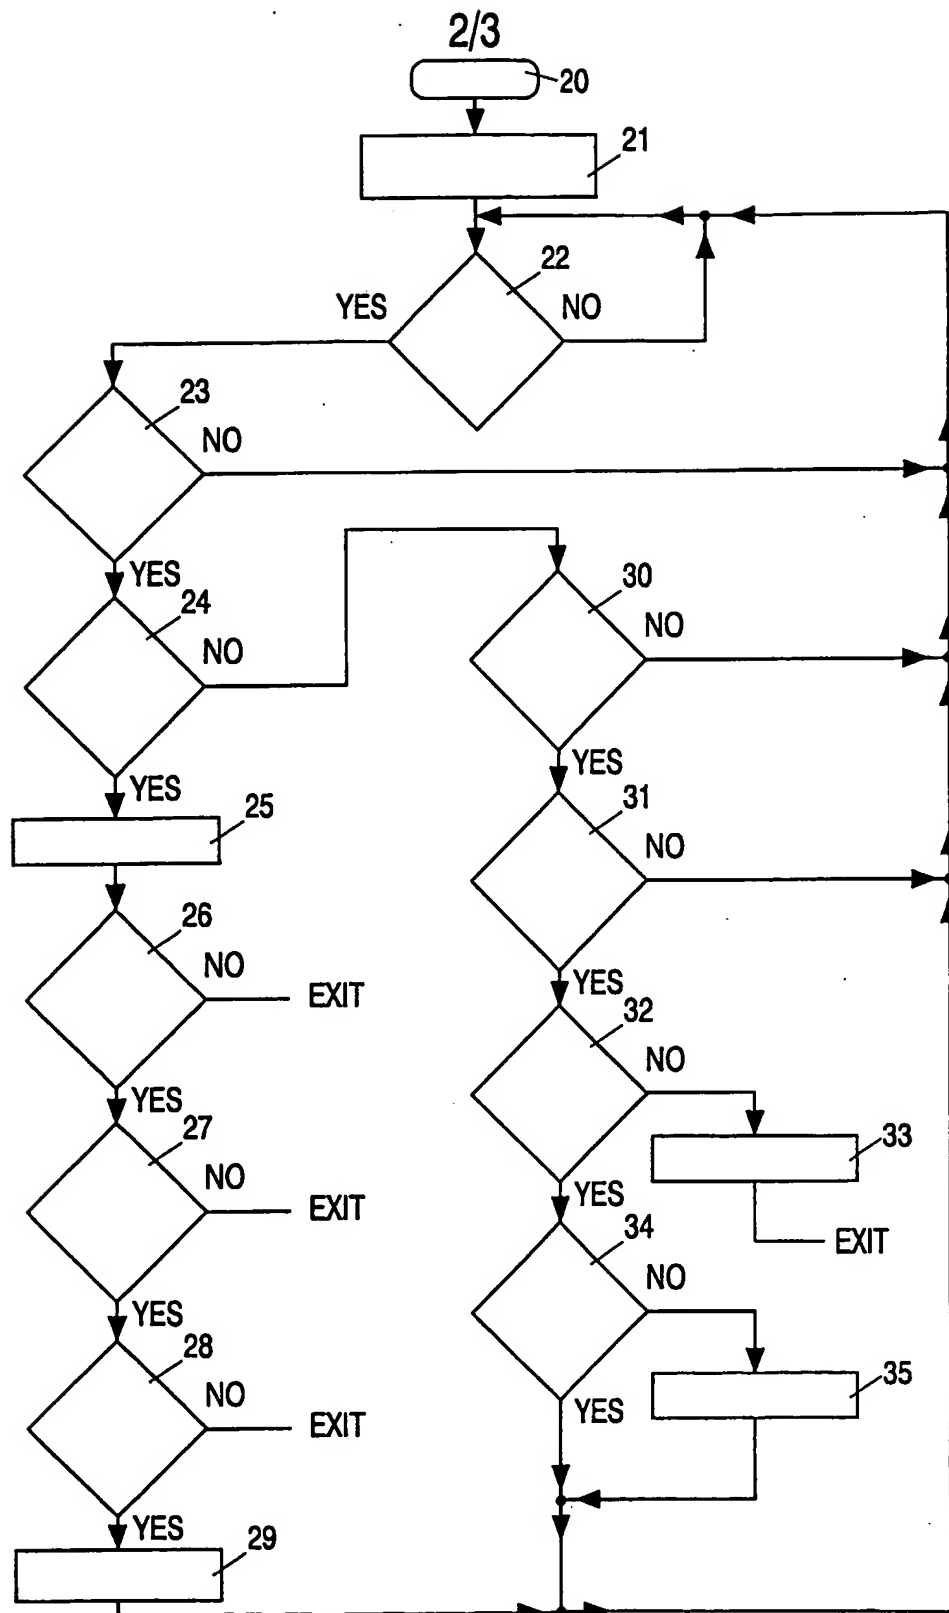 2/3
20
21
22
YES
NO
23
NO
YES
24
NO
30
NO
YES
YES
25
31
NO
26
NO
EXIT
YES
32
NO
YES
27
NO
EXIT
33
YES
34
EXIT
NO
YES
28
NO
EXIT
35
YES
YES
29